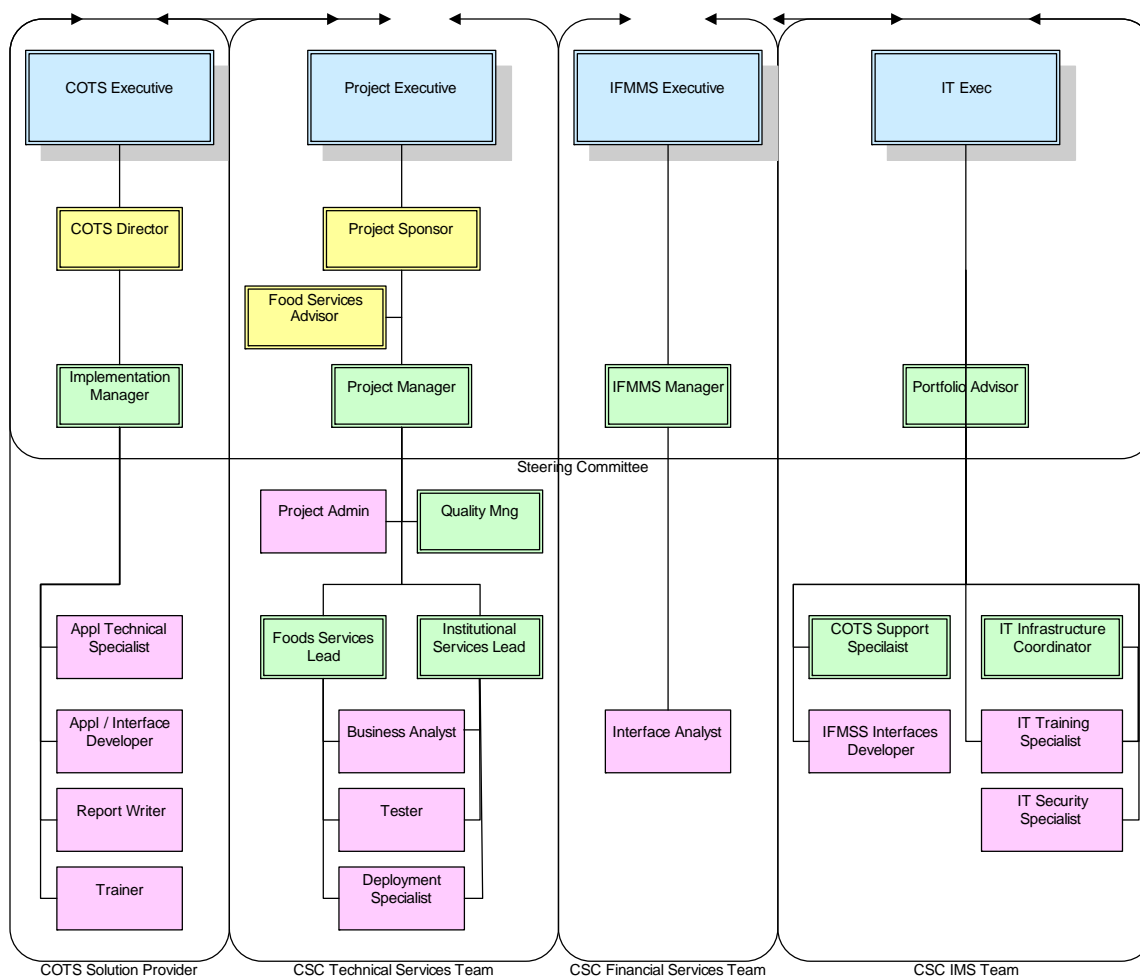 COTS Executive
Project Executive
IFMMS Executive
IT Exec
COTS Director
Project Sponsor
Food Services
Advisor
Implementation
Manager
Project Manager
IFMMS Manager
Portfolio Advisor
Steering Committee
Project Admin
Quality Mng
Appl Technical
Specialist
Foods Services
Lead
Institutional
Services Lead
COTS Support
Specilaist
IT Infrastructure
Coordinator
Appl / Interface
Developer
Business Analyst
Interface Analyst
IFMSS Interfaces
Developer
IT Training
Specialist
Report Writer
Tester
IT Security
Specialist
Trainer
Deployment
Specialist
COTS Solution Provider
CSC Technical Services Team
CSC Financial Services Team
CSC IMS Team